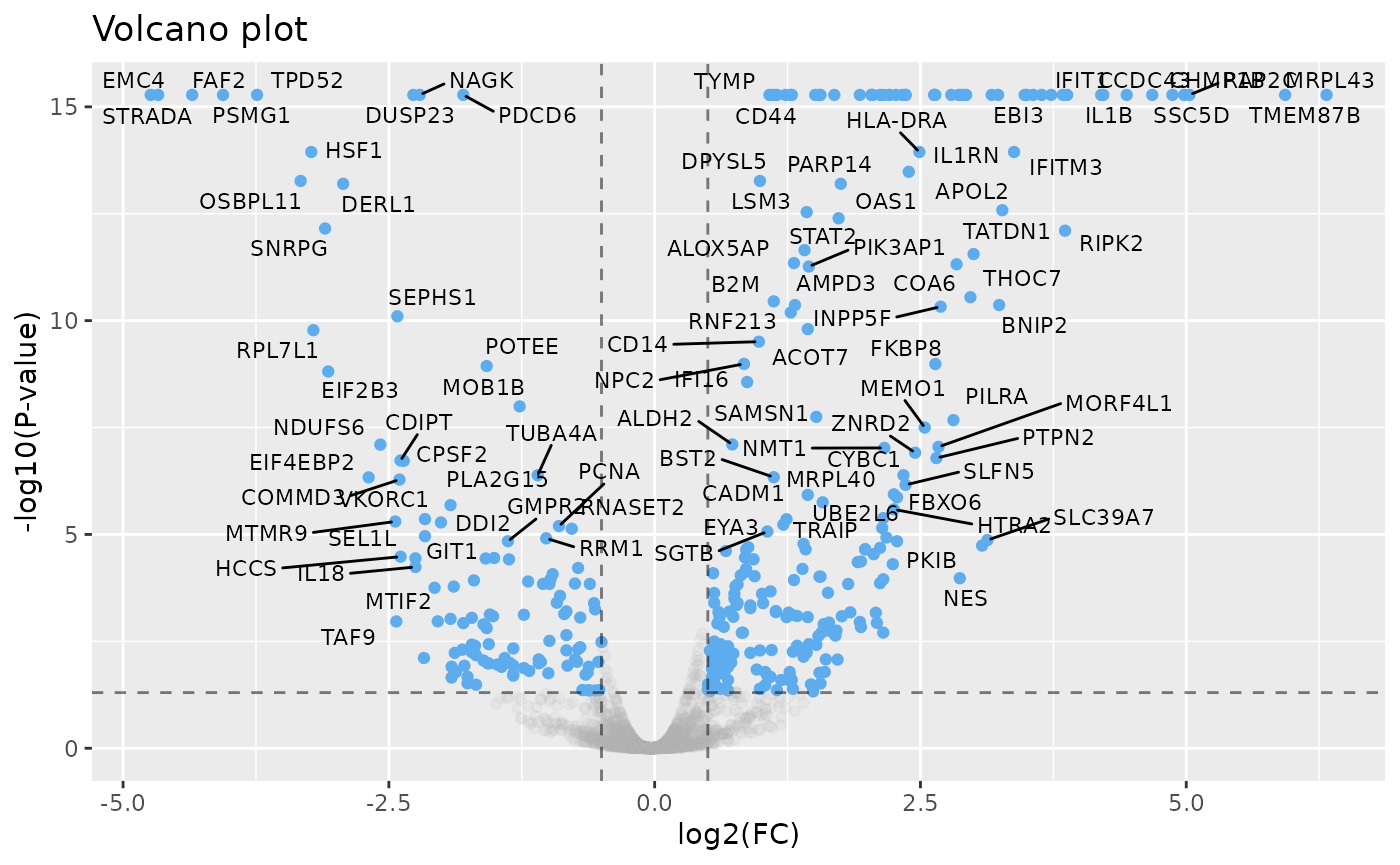 Volcano plot
EMC4 FAF2 TPD52 NAGK TYMP IFIT1 CCDC43 CHMP1B RAP2C MRPL43
STRADA PSMG1 DUSP23 PDCD6 CD44 EBI3 IL1B SSC5D TMEM87B
15
HLA-DRA
HSF1 DPYSL5 PARP14 IL1RN IFITM3
OSBPL11 DERL1 LSM3 OAS1 APOL2
SNRPG ALOX5AP STAT2 PIK3AP1 TATDN1 RIPK2
B2M AMPD3 COA6 THOC7
SEPHS1
10
RNF213 INPP5F BNIP2
RPL7L1 POTEE CD14 ACOT7 FKBP8
EIF2B3 MOB1B NPC2 IFI16 MEMO1 PILRA
NDUFS6 CDIPT TUBA4A ALDH2 SAMSN1 ZNRD2 MORF4L1
EIF4EBP2 CPSF2 BST2 NMT1 CYBC1 PTPN2
COMMD3 VKORC1 PLA2G15 PCNA CADM1 MRPL40 SLFN5
GMPR2 RNASET2 UBE2L6 FBXO6
MTMR9 SEL1L DDI2 EYA3 TRAIP HTRA2 SLC39A7
5
HCCS IL18 GIT1 RRM1 SGTB PKIB
MTIF2 NES
TAF9
0
-5.0 -2.5 0.0 2.5 5.0
log2(FC)
-log10(P-value)